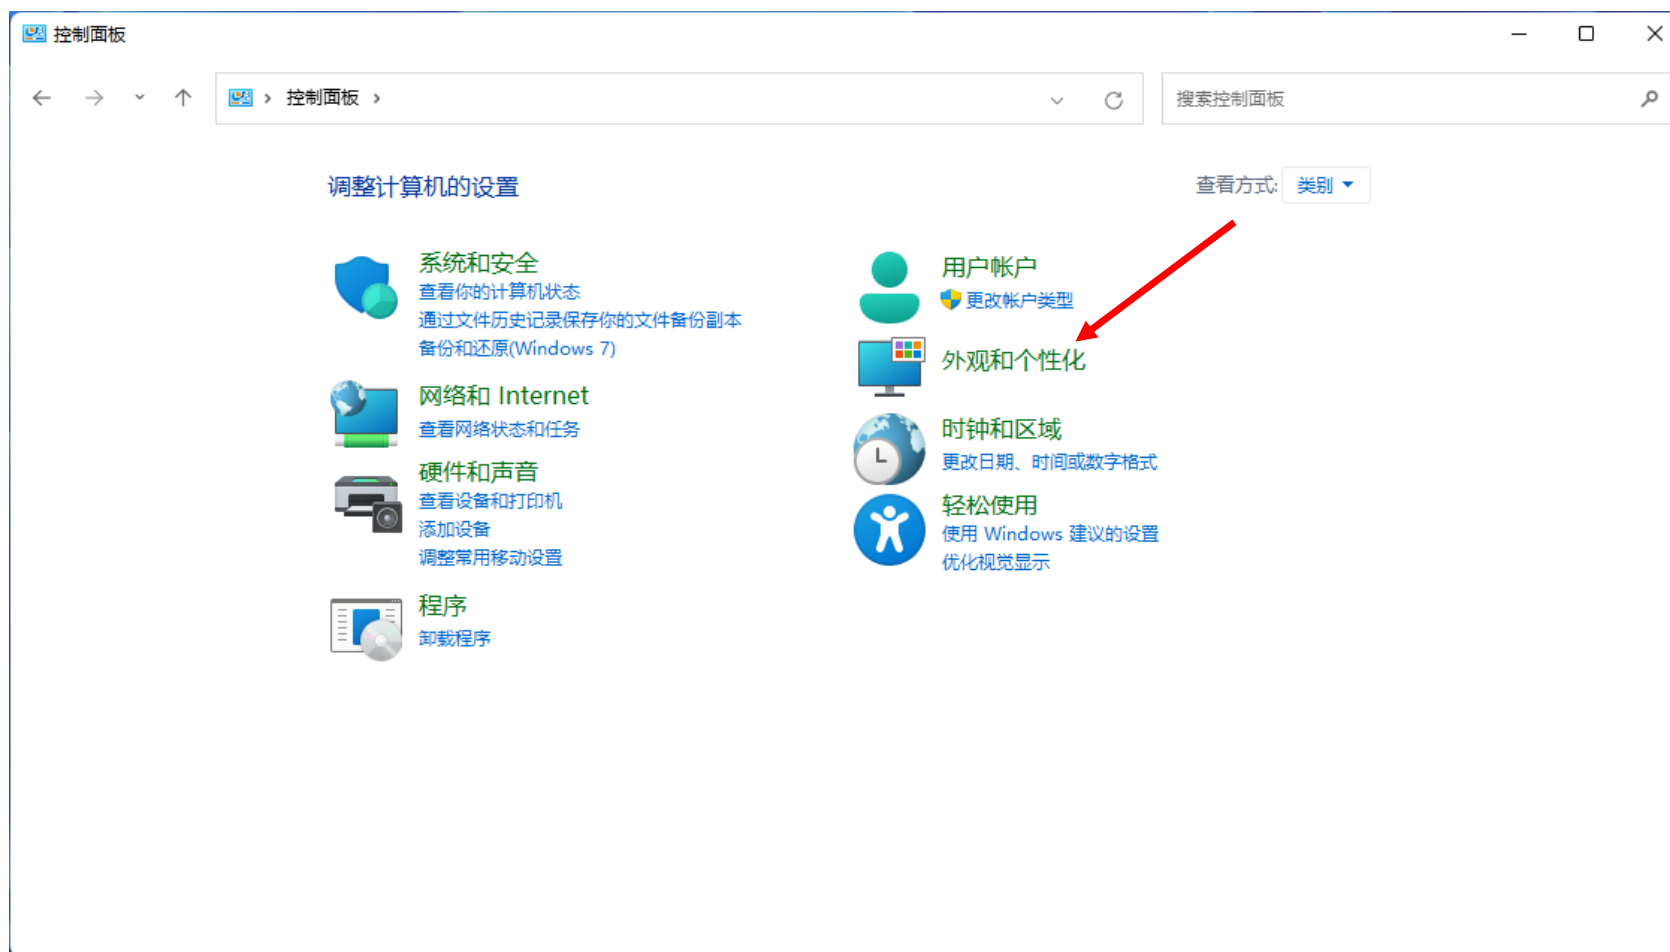 控制面板
控制面板
搜索控制面板
调整计算机的设置
查看方式: 类别
系统和安全
查看你的计算机状态
通过文件历史记录保存你的文件备份副本
备份和还原(Windows 7)
网络和 Internet
查看网络状态和任务
硬件和声音
查看设备和打印机
添加设备
调整常用移动设置
程序
卸载程序
用户帐户
更改帐户类型
外观和个性化
时钟和区域
更改日期、时间或数字格式
轻松使用
使用 Windows 建议的设置
优化视觉显示